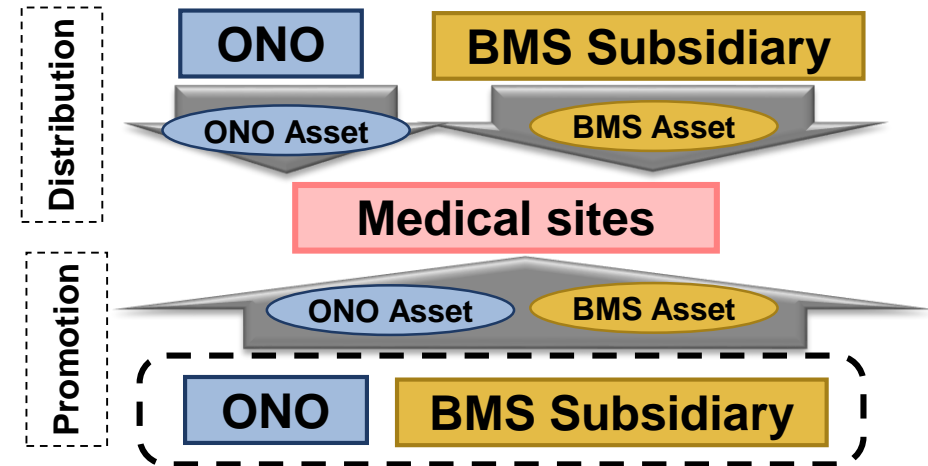 Distribution
ONO
BMS Subsidiary
ONO Asset
BMS Asset
Medical sites
Promotion
ONO Asset
BMS Asset
ONO
BMS Subsidiary